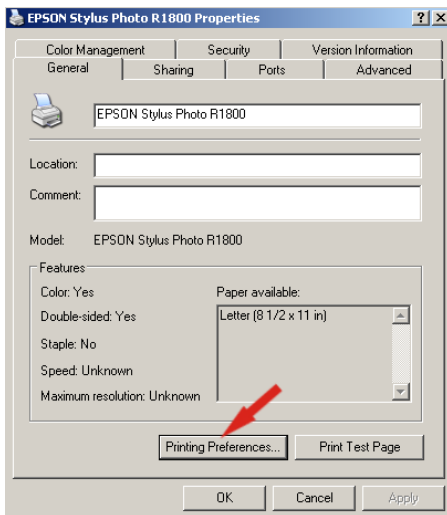 EPSON Stylus Photo R1800 Properties
Color Management Security Version Information
General Sharing Ports Advanced
EPSON Stylus Photo R1800
Location:
Comment:
Model: EPSON Stylus Photo R1800
Features
Color: Yes Paper available:
Double-sided: Yes Letter (8 1/2 x 11 in)
Staple: No
Speed: Unknown
Maximum resolution: Unknown
Printing Preferences... Print Test Page
OK Cancel Apply